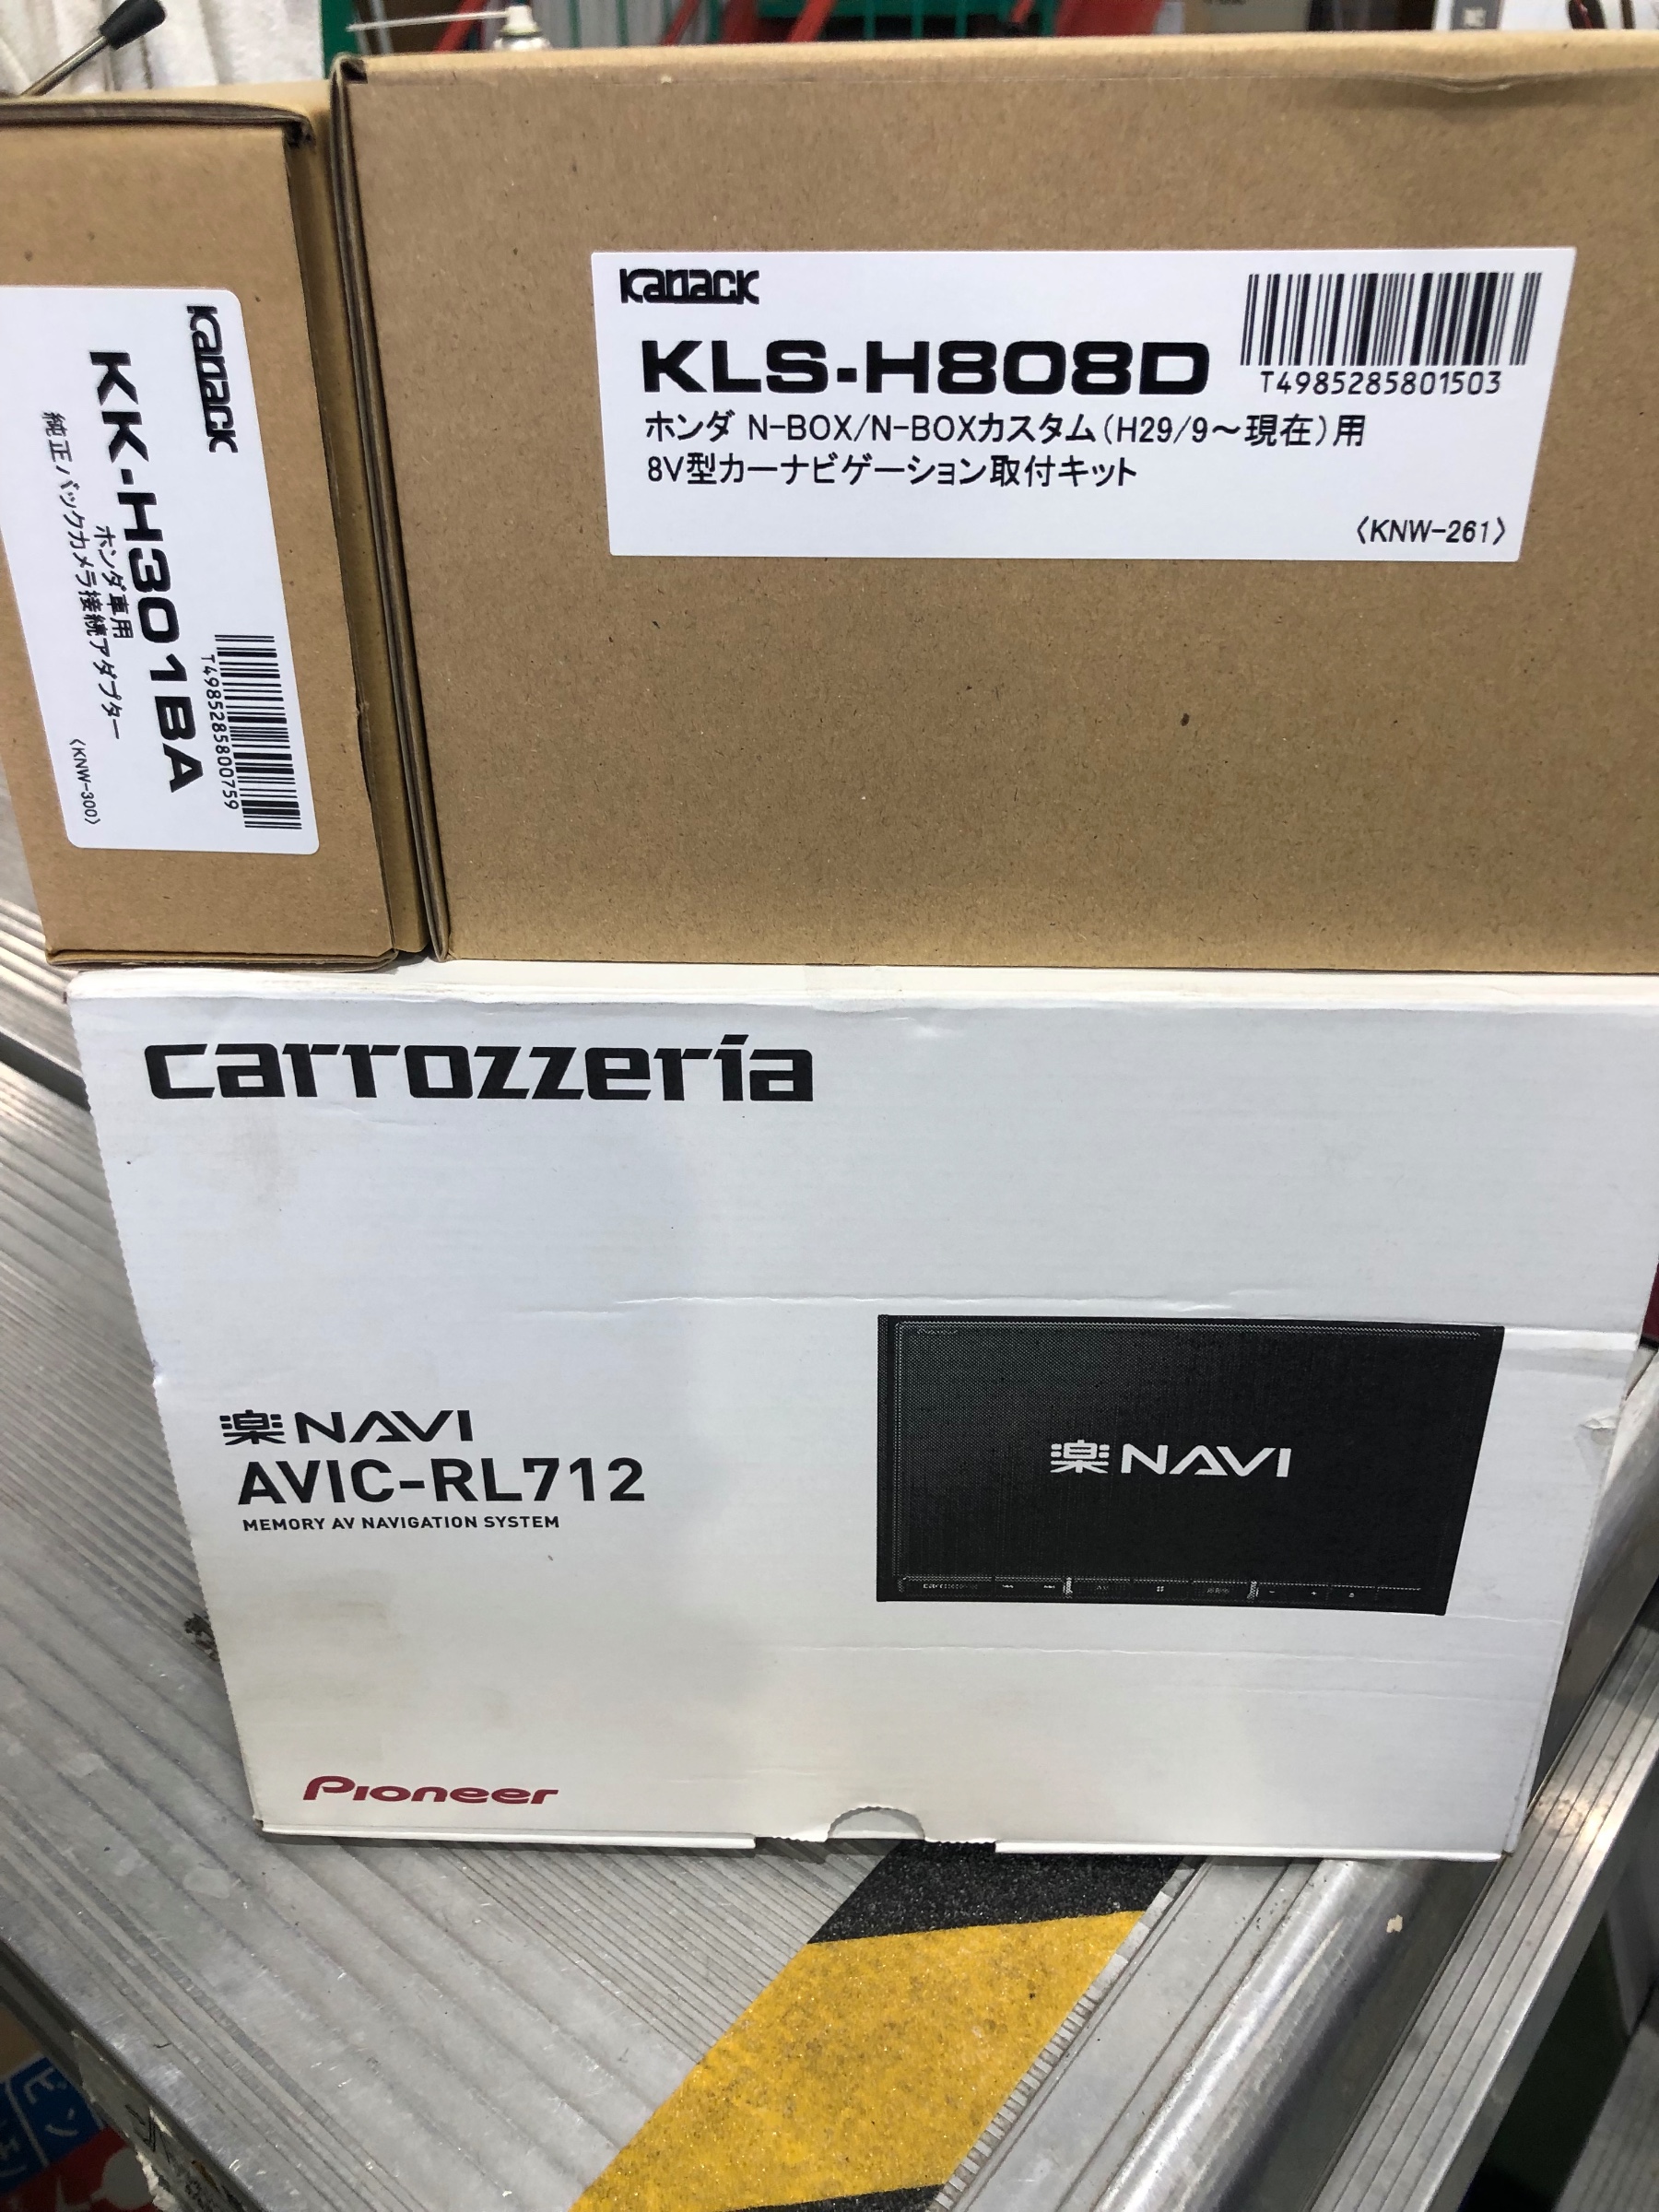 Kanack
KK-H301BA
ホンダ車用
純正バックカメラ接続アダプター
T4985285800759
〈KNW-300〉
Kanack
KLS-H808D
T4985285801503
ホンダ N-BOX/N-BOXカスタム(H29/9～現在)用
8V型カーナビゲーション取付キット
〈KNW-261〉
carrozzeria
楽NAVI
AVIC-RL712
MEMORY AV NAVIGATION SYSTEM
Pioneer
楽NAVI
carrozzeria
Pioneer